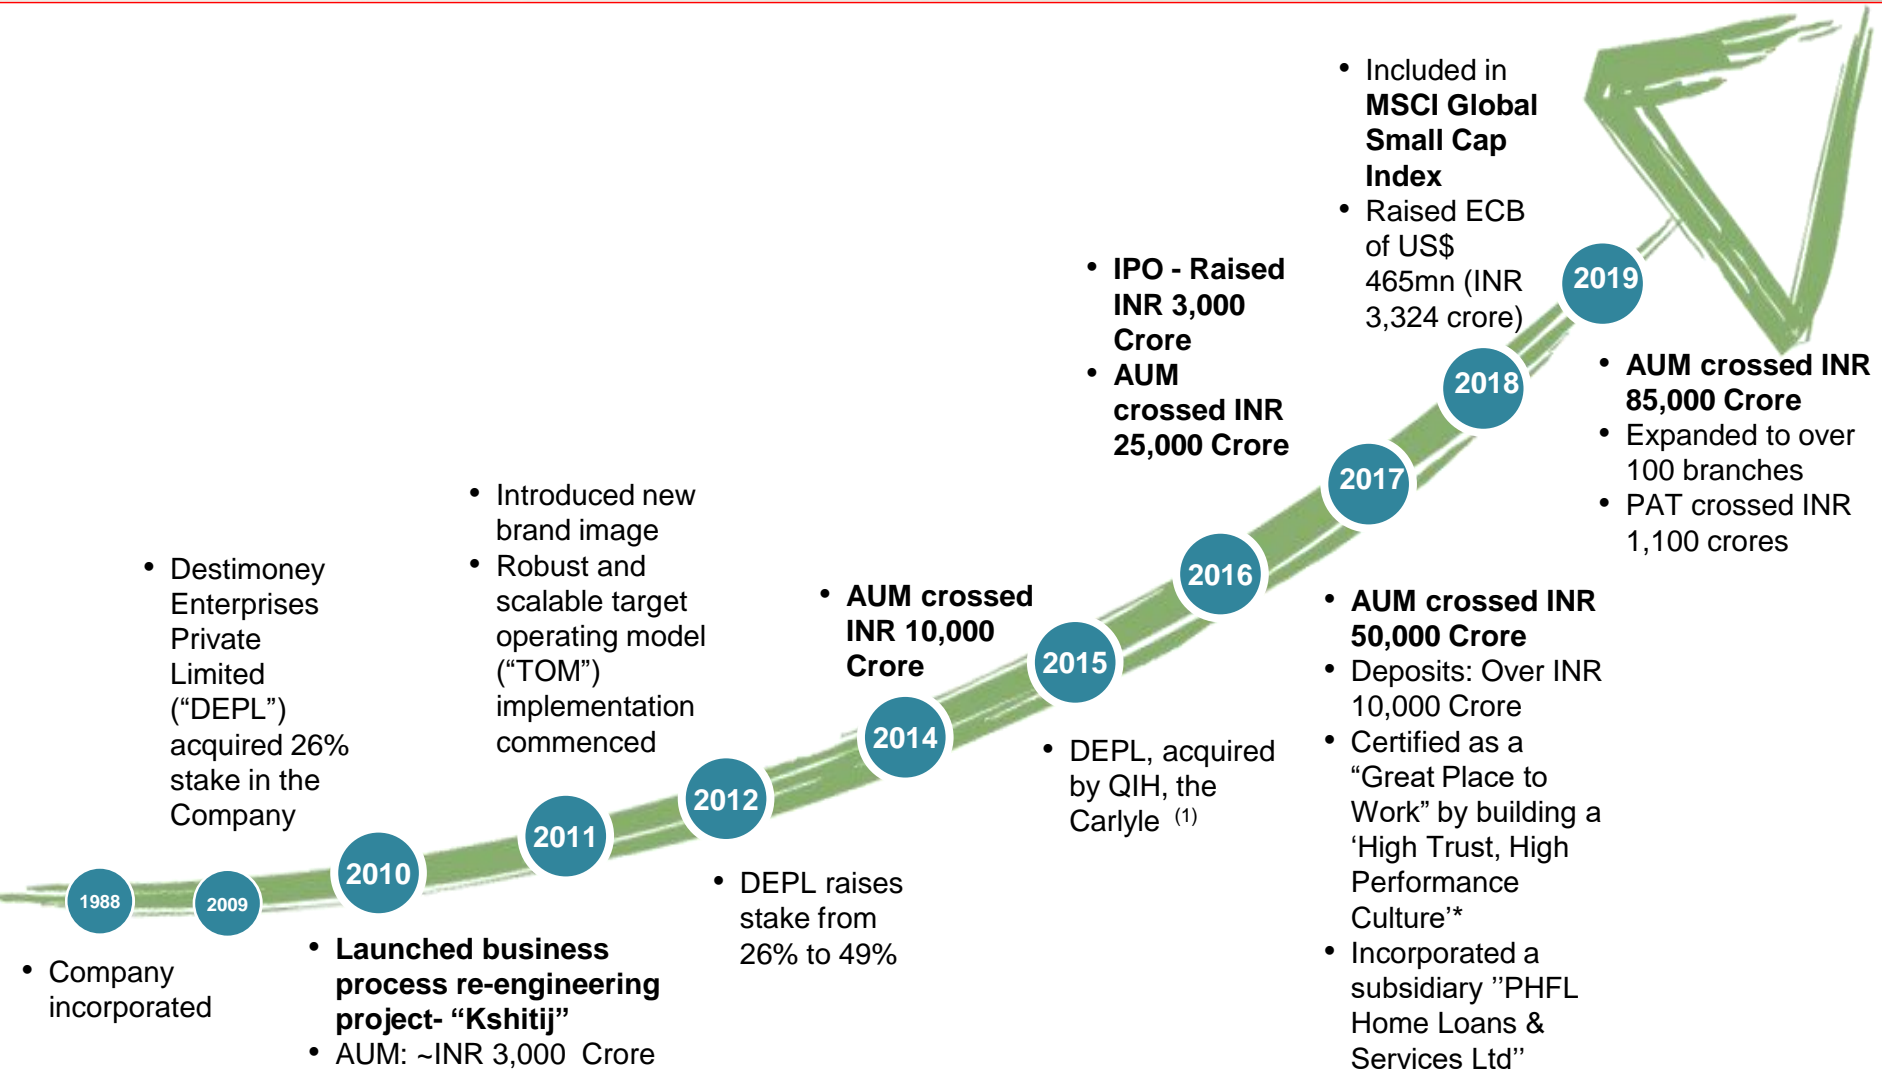 1988
• Company
incorporated
2009
• Destimoney
Enterprises
Private
Limited
(“DEPL”)
acquired 26%
stake in the
Company
2010
• Launched business
process re-engineering
project- “Kshitij”
• AUM: ~INR 3,000 Crore
2011
• Introduced new
brand image
• Robust and
scalable target
operating model
(“TOM”)
implementation
commenced
2012
• DEPL raises
stake from
26% to 49%
2014
• AUM crossed
INR 10,000
Crore
2015
• DEPL, acquired
by QIH, the
Carlyle (1)
2016
• IPO - Raised
INR 3,000
Crore
• AUM
crossed INR
25,000 Crore
2017
• AUM crossed INR
50,000 Crore
• Deposits: Over INR
10,000 Crore
• Certified as a
“Great Place to
Work” by building a
‘High Trust, High
Performance
Culture’*
• Incorporated a
subsidiary ’’PHFL
Home Loans &
Services Ltd’’
2018
• Included in
MSCI Global
Small Cap
Index
• Raised ECB
of US$
465mn (INR
3,324 crore)
2019
• AUM crossed INR
85,000 Crore
• Expanded to over
100 branches
• PAT crossed INR
1,100 crores